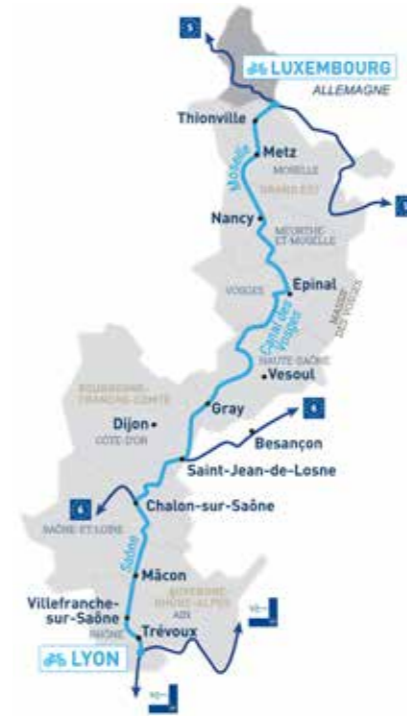 5
LUXEMBOURG
ALLEMAGNE
Thionville
Metz
Moselle
MOSELLE
GRAND EST
Nancy
MEURTHE
ET-MOSELLE
Epinal
VOSGES
MASSIF
DES VOSGES
Canal des
Vosges
HAUTE-SAÔNE
Vesoul
BOURGOGNE-
FRANCHE-COMTÉ
Gray
Dijon
CÔTE-D'OR
6
Besançon
Saint-Jean-de-Losne
6
Chalon-sur-Saône
SAÔNE-ET-LOIRE
Saône
Mâcon
AUVERGNE
RHÔNE-ALPES
Villefranche-
sur-Saône
AIN
RHÔNE
Trévoux
LYON